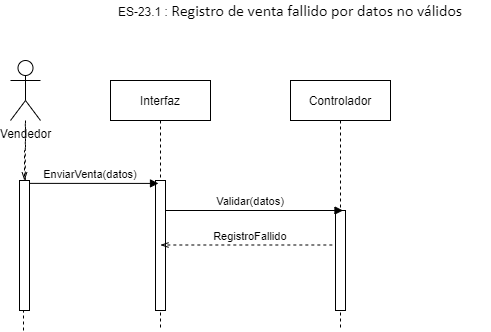 ES-23.1 : Registro de venta fallido por datos no válidos
Interfaz
Controlador
Vendedor
EnviarVenta(datos)
Validar(datos)
RegistroFallido